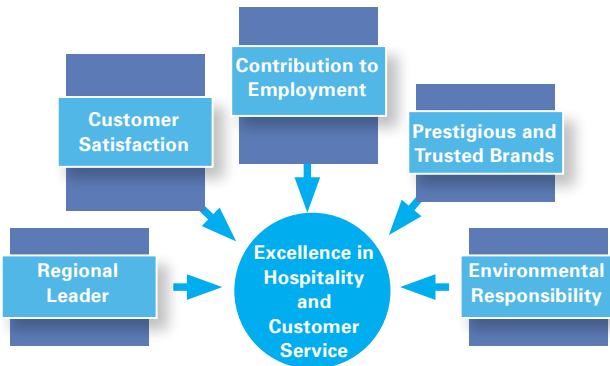 Contribution to
Employment
Customer
Satisfaction
Prestigious and
Trusted Brands
Regional
Leader
Excellence in
Hospitality
and
Customer
Service
Environmental
Responsibility